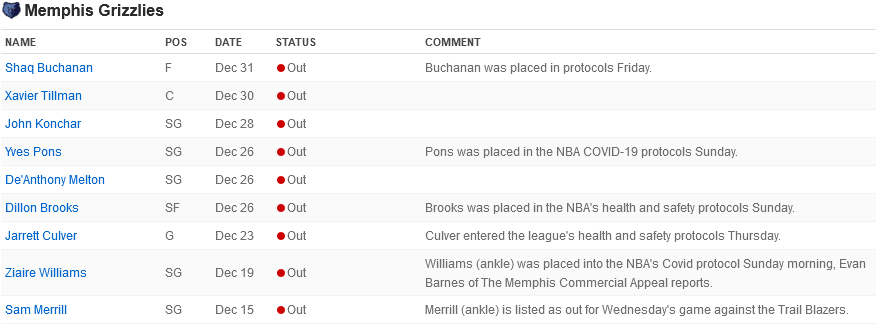 Memphis Grizzlies
NAME POS DATE STATUS COMMENT
Shaq Buchanan F Dec 31 Out Buchanan was placed in protocols Friday.
Xavier Tillman C Dec 30 Out
John Konchar SG Dec 28 Out
Yves Pons SG Dec 26 Out Pons was placed in the NBA COVID-19 protocols Sunday.
De'Anthony Melton SG Dec 26 Out
Dillon Brooks SF Dec 26 Out Brooks was placed in the NBA's health and safety protocols Sunday.
Jarrett Culver G Dec 23 Out Culver entered the league's health and safety protocols Thursday.
Ziaire Williams SG Dec 19 Out Williams (ankle) was placed into the NBA's Covid protocol Sunday morning, Evan
Barnes of The Memphis Commercial Appeal reports.
Sam Merrill SG Dec 15 Out Merrill (ankle) is listed as out for Wednesday's game against the Trail Blazers.